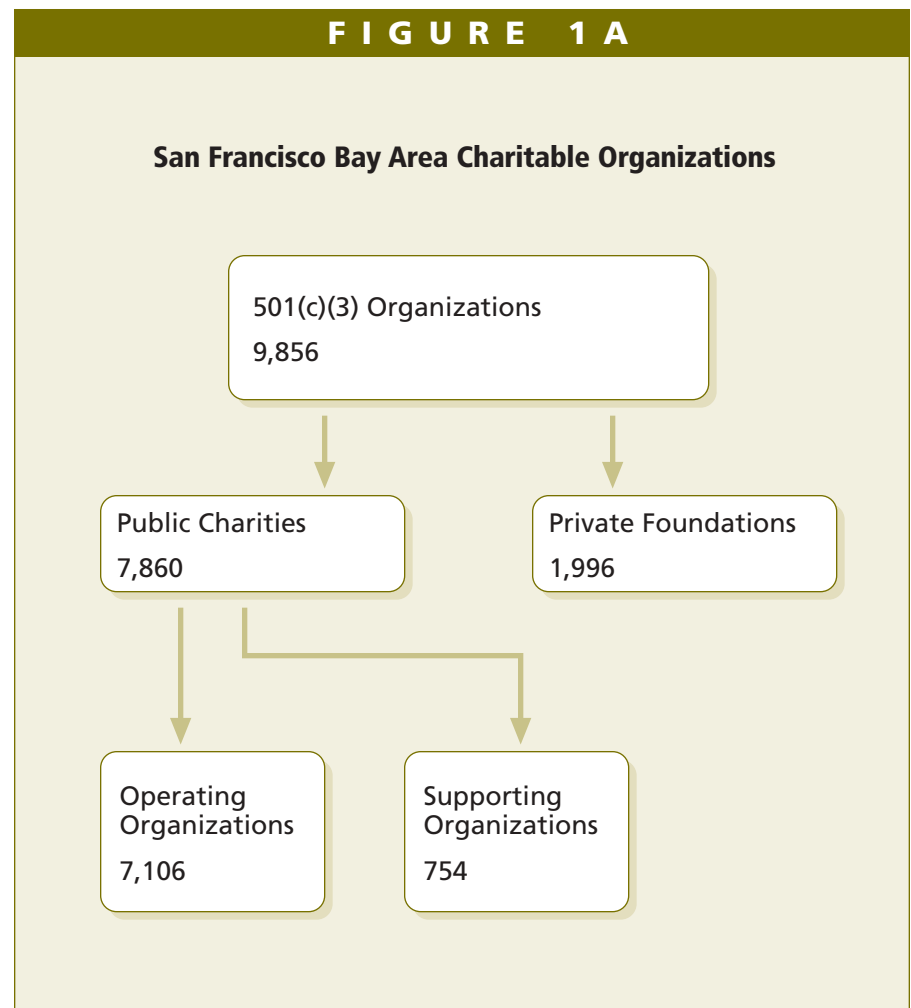 FIGURE 1A
San Francisco Bay Area Charitable Organizations
501(c)(3) Organizations
9,856
Public Charities
7,860
Private Foundations
1,996
Operating
Organizations
7,106
Supporting
Organizations
754